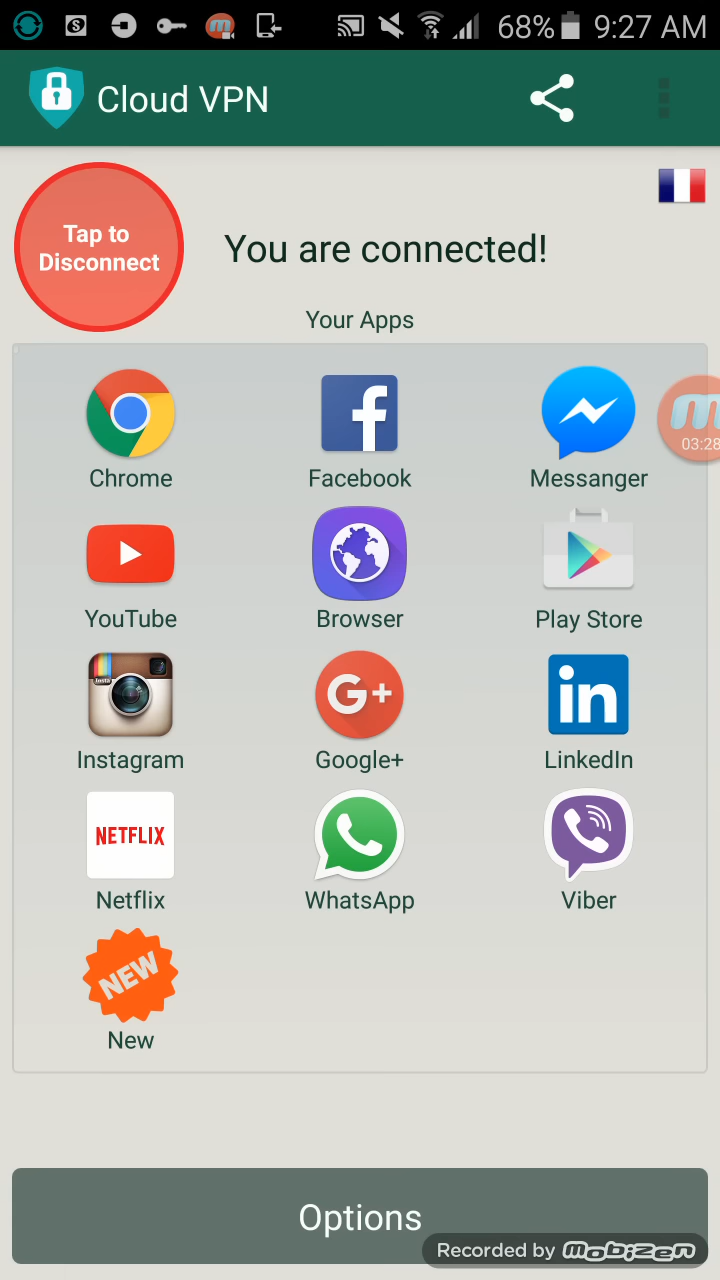 68% 9:27 AM
Cloud VPN
Tap to
Disconnect
You are connected!
Your Apps
Chrome
Facebook
Messanger
03:28
YouTube
Browser
Play Store
Insta
Instagram
G+
Google+
in
LinkedIn
NETFLIX
Netflix
WhatsApp
Viber
NEW
New
Options
Recorded by mobizen